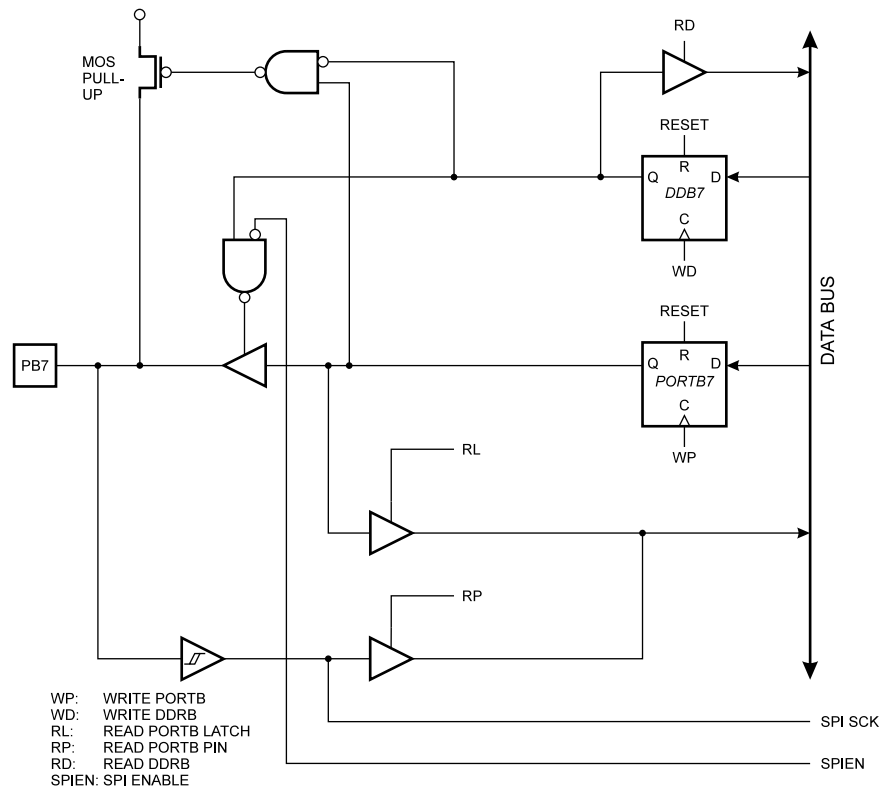 RD
MOS
PULL-
UP
RESET
R
Q
D
DDB7
C
WD
DATA BUS
RESET
PB7
R
Q
D
PORTB7
C
WP
RL
RP
WP: WRITE PORTB
WD: WRITE DDRB
RL: READ PORTB LATCH
RP: READ PORTB PIN
RD: READ DDRB
SPIEN: SPI ENABLE
SPI SCK
SPIEN